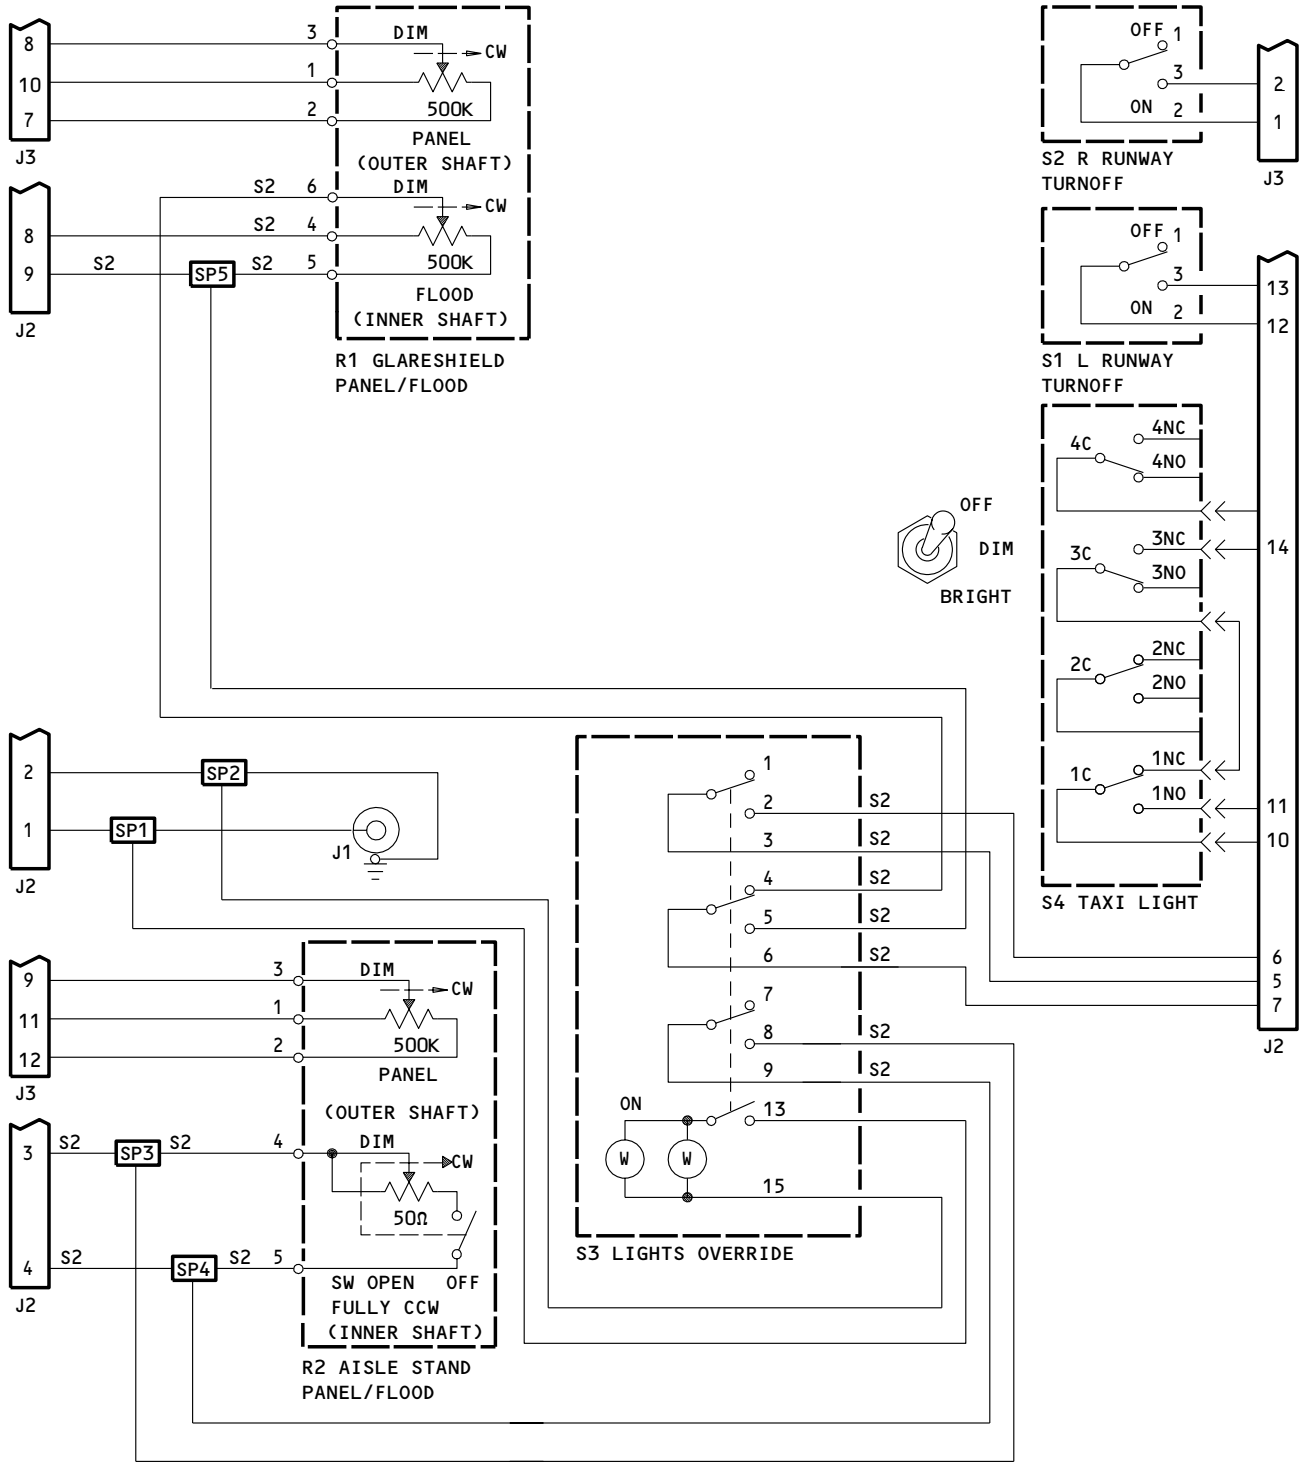 8
10
7
J3
3
1
2
DIM
CW
500K
PANEL
(OUTER SHAFT)
8
9
J2
S2
S2
S2
SP5
S2
6
4
5
DIM
CW
500K
FLOOD
(INNER SHAFT)
R1 GLARESHIELD
PANEL/FLOOD
OFF
1
3
ON
2
S2 R RUNWAY
TURNOFF
2
1
J3
OFF
1
3
ON
2
S1 L RUNWAY
TURNOFF
13
12
14
11
10
6
5
7
J2
4C
4NC
4NO
3C
3NC
3NO
2C
2NC
2NO
1C
1NC
1NO
S4 TAXI LIGHT
OFF
DIM
BRIGHT
2
1
J2
SP2
SP1
J1
1
2
S2
3
S2
4
S2
5
S2
6
S2
7
8
S2
9
S2
ON
13
W
W
15
S3 LIGHTS OVERRIDE
9
11
12
J3
3
1
2
DIM
CW
500K
PANEL
(OUTER SHAFT)
3
4
J2
S2
SP3
S2
4
DIM
CW
50Ω
S2
SP4
S2
5
SW OPEN
OFF
FULLY CCW
(INNER SHAFT)
R2 AISLE STAND
PANEL/FLOOD